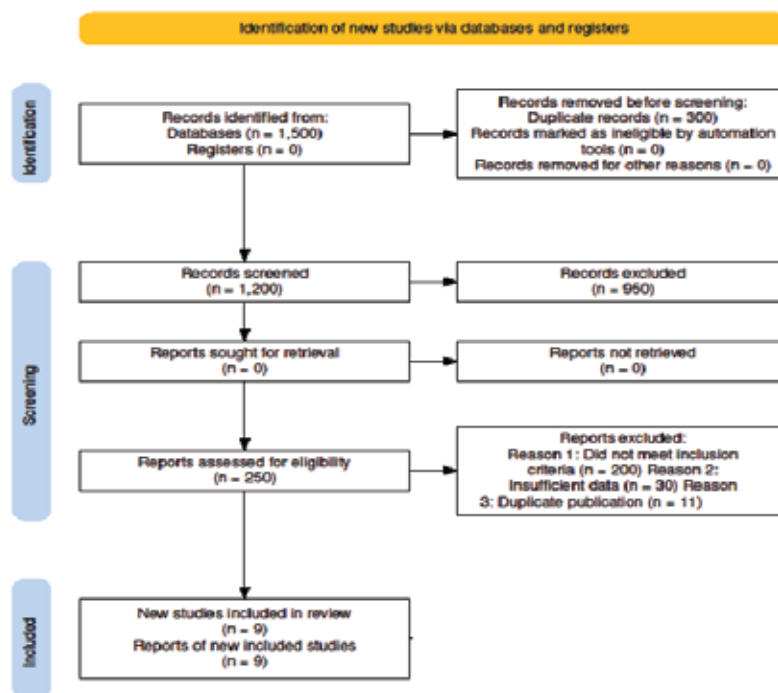 Identification of new studies via databases and registers
Identification
Records identified from:
Databases (n = 1,500)
Registers (n = 0)
Records removed before screening:
Duplicate records (n = 300)
Records marked as ineligible by automation
tools (n = 0)
Records removed for other reasons (n = 0)
Screening
Records screened
(n = 1,200)
Records excluded
(n = 950)
Reports sought for retrieval
(n = 0)
Reports not retrieved
(n = 0)
Reports assessed for eligibility
(n = 250)
Reports excluded:
Reason 1: Did not meet inclusion
criteria (n = 200) Reason 2:
Insufficient data (n = 30) Reason
3: Duplicate publication (n = 11)
Included
New studies included in review
(n = 9)
Reports of new included studies
(n = 9)